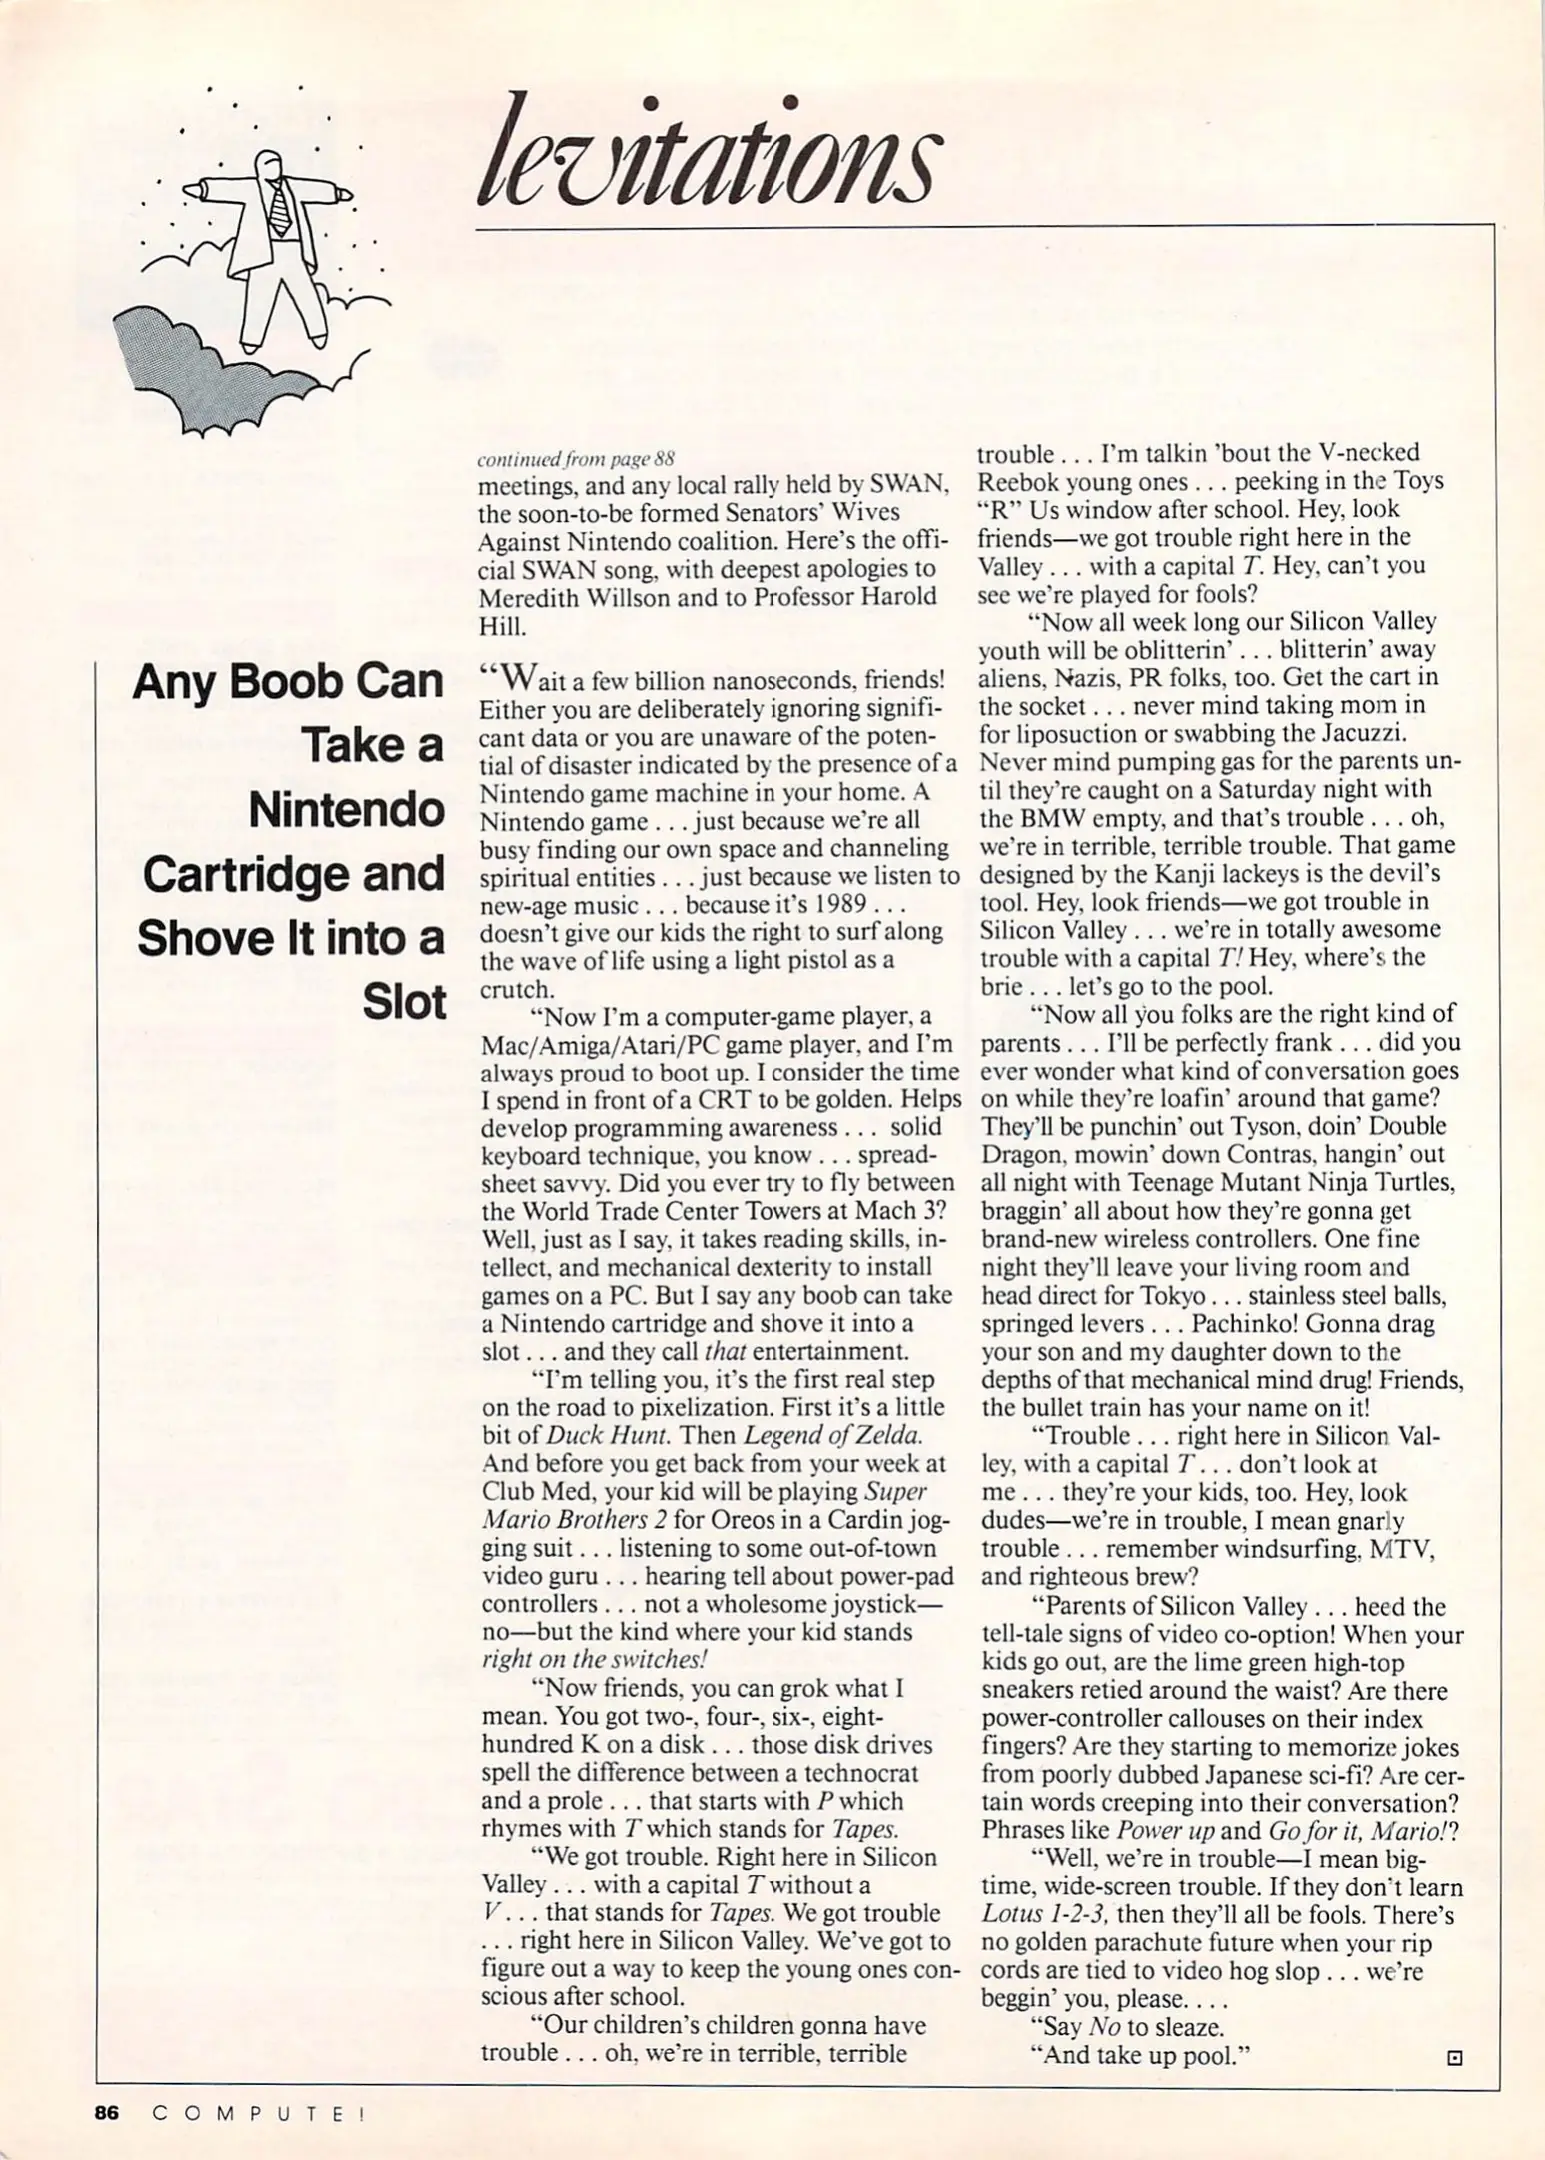 levitations
continued from page 88
meetings, and any local rally held by SWAN,
the soon-to-be formed Senators' Wives
Against Nintendo coalition. Here's the offi-
cial SWAN song, with deepest apologies to
Meredith Willson and to Professor Harold
Hill.
Any Boob Can
Take a
Nintendo
Cartridge and
Shove It into a
Slot
“Wait a few billion nanoseconds, friends!
Either you are deliberately ignoring signifi-
cant data or you are unaware of the poten-
tial of disaster indicated by the presence of a
Nintendo game machine in your home. A
Nintendo game . . . just because we're all
busy finding our own space and channeling
spiritual entities . . . just because we listen to
new-age music . . . because it's 1989 . . .
doesn't give our kids the right to surf along
the wave of life using a light pistol as a
crutch.
“Now I'm a computer-game player, a
Mac/Amiga/Atari/PC game player, and I'm
always proud to boot up. I consider the time
I spend in front of a CRT to be golden. Helps
develop programming awareness . . . solid
keyboard technique, you know . . . spread-
sheet savvy. Did you ever try to fly between
the World Trade Center Towers at Mach 3?
Well, just as I say, it takes reading skills, in-
tellect, and mechanical dexterity to install
games on a PC. But I say any boob can take
a Nintendo cartridge and shove it into a
slot . . . and they call that entertainment.
“I'm telling you, it's the first real step
on the road to pixelization. First it's a little
bit of Duck Hunt. Then Legend of Zelda.
And before you get back from your week at
Club Med, your kid will be playing Super
Mario Brothers 2 for Oreos in a Cardin jog-
ging suit . . . listening to some out-of-town
video guru . . . hearing tell about power-pad
controllers . . . not a wholesome joystick—
no—but the kind where your kid stands
right on the switches!
“Now friends, you can grok what I
mean. You got two-, four-, six-, eight-
hundred K on a disk . . . those disk drives
spell the difference between a technocrat
and a prole . . . that starts with P which
rhymes with T which stands for Tapes.
“We got trouble. Right here in Silicon
Valley . . . with a capital T without a
V . . . that stands for Tapes. We got trouble
. . . right here in Silicon Valley. We've got to
figure out a way to keep the young ones con-
scious after school.
“Our children's children gonna have
trouble . . . oh, we're in terrible, terrible
trouble . . . I'm talkin 'bout the V-necked
Reebok young ones . . . peeking in the Toys
“R” Us window after school. Hey, look
friends—we got trouble right here in the
Valley . . . with a capital T. Hey, can't you
see we're played for fools?
“Now all week long our Silicon Valley
youth will be oblitterin' . . . blitterin' away
aliens, Nazis, PR folks, too. Get the cart in
the socket . . . never mind taking mom in
for liposuction or swabbing the Jacuzzi.
Never mind pumping gas for the parents un-
til they're caught on a Saturday night with
the BMW empty, and that's trouble . . . oh,
we're in terrible, terrible trouble. That game
designed by the Kanji lackeys is the devil's
tool. Hey, look friends—we got trouble in
Silicon Valley . . . we're in totally awesome
trouble with a capital T! Hey, where's the
brie . . . let's go to the pool.
“Now all you folks are the right kind of
parents . . . I'll be perfectly frank . . . did you
ever wonder what kind of conversation goes
on while they're loafin' around that game?
They'll be punchin' out Tyson, doin' Double
Dragon, mowin' down Contras, hangin' out
all night with Teenage Mutant Ninja Turtles,
braggin' all about how they're gonna get
brand-new wireless controllers. One fine
night they'll leave your living room and
head direct for Tokyo . . . stainless steel balls,
springed levers . . . Pachinko! Gonna drag
your son and my daughter down to the
depths of that mechanical mind drug! Friends,
the bullet train has your name on it!
“Trouble . . . right here in Silicon Val-
ley, with a capital T . . . don't look at
me . . . they're your kids, too. Hey, look
dudes—we're in trouble, I mean gnarly
trouble . . . remember windsurfing, MTV,
and righteous brew?
“Parents of Silicon Valley . . . heed the
tell-tale signs of video co-option! When your
kids go out, are the lime green high-top
sneakers retied around the waist? Are there
power-controller callouses on their index
fingers? Are they starting to memorize jokes
from poorly dubbed Japanese sci-fi? Are cer-
tain words creeping into their conversation?
Phrases like Power up and Go for it, Mario!?
“Well, we're in trouble—I mean big-
time, wide-screen trouble. If they don't learn
Lotus 1-2-3, then they'll all be fools. There's
no golden parachute future when your rip
cords are tied to video hog slop . . . we're
beggin' you, please. . . .
“Say No to sleaze.
“And take up pool.”
86 COMPUTE!